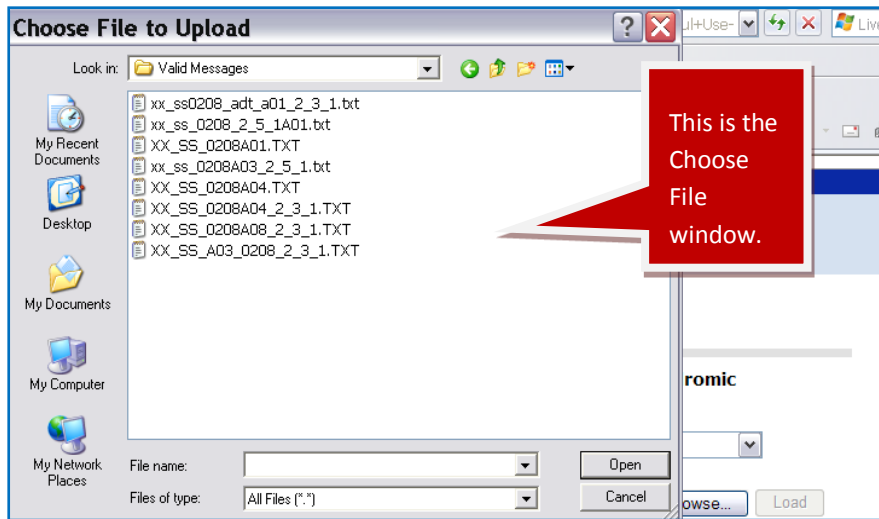 Choose File to Upload
ul+Use-
Live
Look in:
Valid Messages
xx_ss0208_adt_a01_2_3_1.txt
xx_ss_0208_2_5_1A01.txt
XX_SS_0208A01.TXT
xx_ss_0208A03_2_5_1.txt
XX_SS_0208A04.TXT
XX_SS_0208A04_2_3_1.TXT
XX_SS_0208A08_2_3_1.TXT
XX_SS_A03_0208_2_3_1.TXT
My Recent
Documents
Desktop
My Documents
My Computer
My Network
Places
This is the
Choose
File
window.
romic
File name:
Open
Files of type:
All Files (*.*)
Cancel
owse...
Load